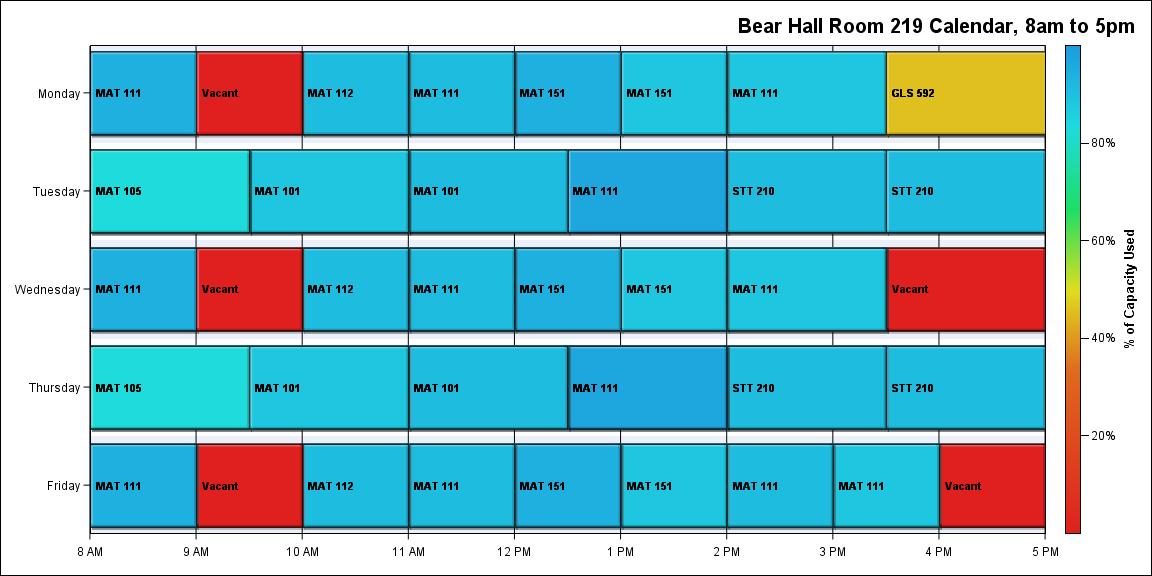 Bear Hall Room 219 Calendar, 8am to 5pm
Monday
MAT 111
Vacant
MAT 112
MAT 111
MAT 151
MAT 151
MAT 111
GLS 592
Tuesday
MAT 105
MAT 101
MAT 101
MAT 111
STT 210
STT 210
Wednesday
MAT 111
Vacant
MAT 112
MAT 111
MAT 151
MAT 151
MAT 111
Vacant
Thursday
MAT 105
MAT 101
MAT 101
MAT 111
STT 210
STT 210
Friday
MAT 111
Vacant
MAT 112
MAT 111
MAT 151
MAT 151
MAT 111
MAT 111
Vacant
8 AM
9 AM
10 AM
11 AM
12 PM
1 PM
2 PM
3 PM
4 PM
5 PM
80%
60%
40%
20%
% of Capacity Used